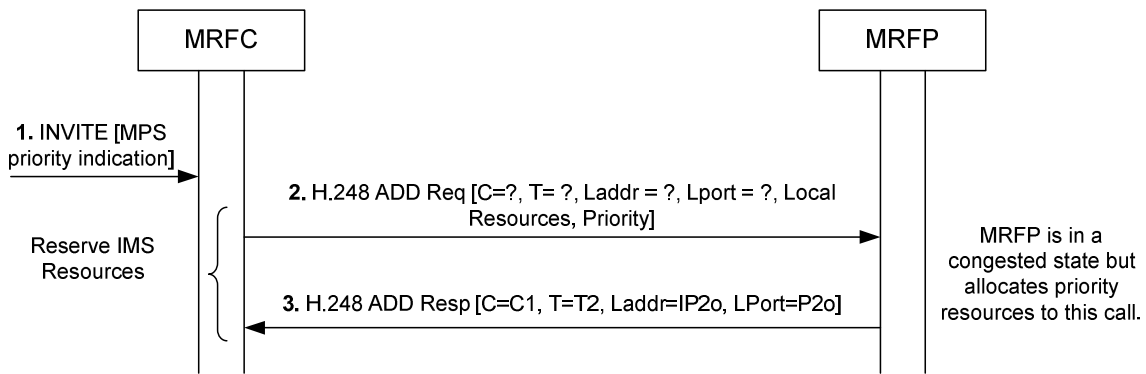 MRFC
MRFP
1. INVITE [MPS
priority indication]
2. H.248 ADD Req [C=?, T= ?, Laddr = ?, Lport = ?, Local
Resources, Priority]
Reserve IMS
Resources
MRFP is in a
congested state but
allocates priority
resources to this call.
3. H.248 ADD Resp [C=C1, T=T2, Laddr=IP2o, LPort=P2o]